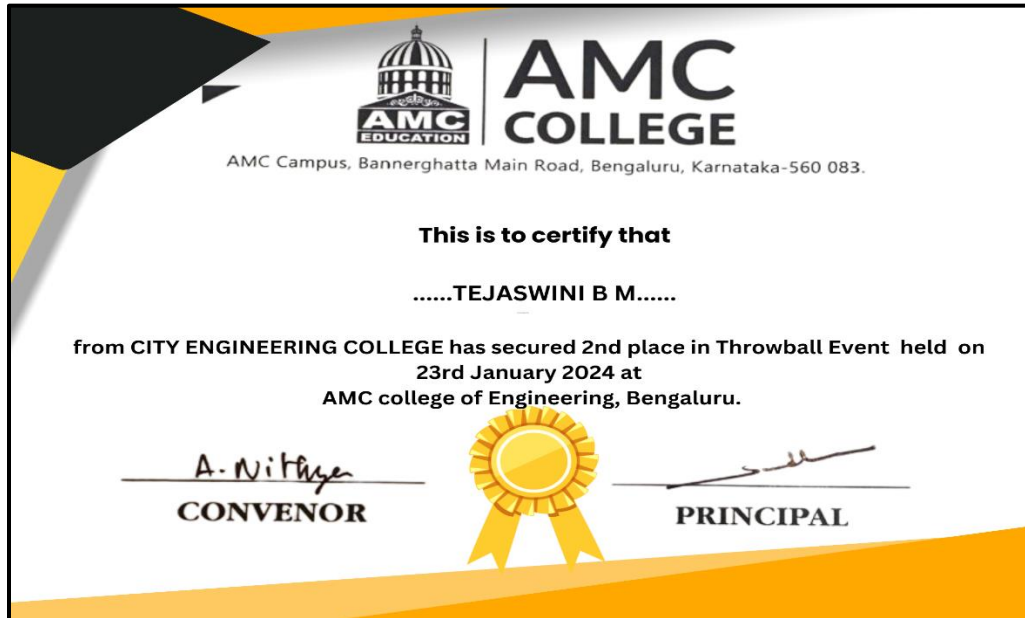 AMC
COLLEGE
AMC
EDUCATION
AMC Campus, Bannerghatta Main Road, Bengaluru, Karnataka-560 083.
This is to certify that
......TEJASWINI B M......
from CITY ENGINEERING COLLEGE has secured 2nd place in Throwball Event held on
23rd January 2024 at
AMC college of Engineering, Bengaluru.
A. Nithya
CONVENOR
PRINCIPAL